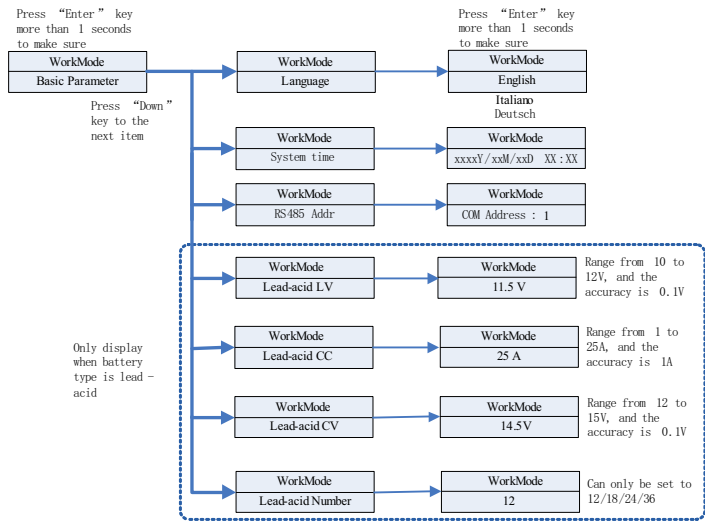 Press “Enter” key
more than 1 seconds
to make sure
WorkMode
Basic Parameter
Press “Down”
key to the
next item
WorkMode
Language
Press “Enter” key
more than 1 seconds
to make sure
WorkMode
English
Italiano
Deutsch
WorkMode
System time
WorkMode
xxxxY/xxM/xxD XX:XX
WorkMode
RS485 Addr
WorkMode
COM Address : 1
Only display
when battery
type is lead -
acid
WorkMode
Lead-acid LV
WorkMode
11.5 V
Range from 10 to
12V, and the
accuracy is 0.1V
WorkMode
Lead-acid CC
WorkMode
25 A
Range from 1 to
25A, and the
accuracy is 1A
WorkMode
Lead-acid CV
WorkMode
14.5V
Range from 12 to
15V, and the
accuracy is 0.1V
WorkMode
Lead-acid Number
WorkMode
12
Can only be set to
12/18/24/36